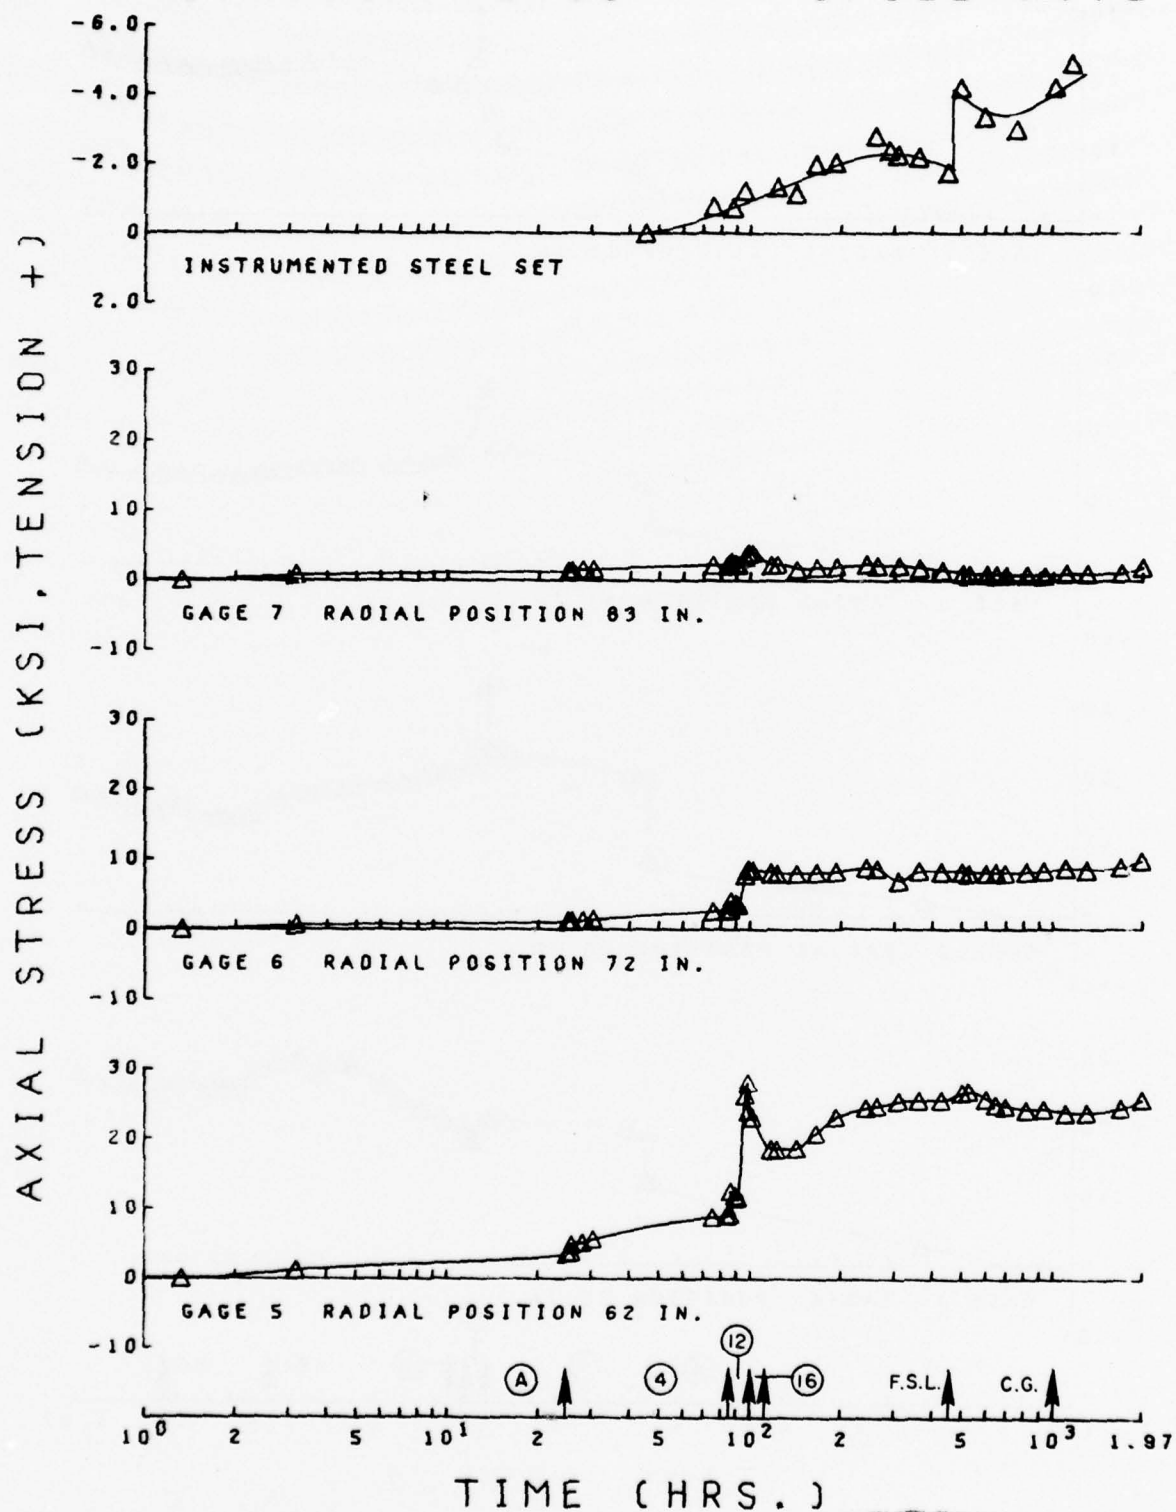 -6.0
-4.0
-2.0
0
2.0
INSTRUMENTED STEEL SET
30
20
10
0
-10
GAGE 7 RADIAL POSITION 83 IN.
30
20
10
0
-10
GAGE 6 RADIAL POSITION 72 IN.
30
20
10
0
-10
GAGE 5 RADIAL POSITION 62 IN.
AXIAL STRESS (KSI, TENSION +)
12
A
4
16
F.S.L.
C.G.
10⁰ 2 5 10¹ 2 5 10² 2 5 10³ 1.97
TIME (HRS.)